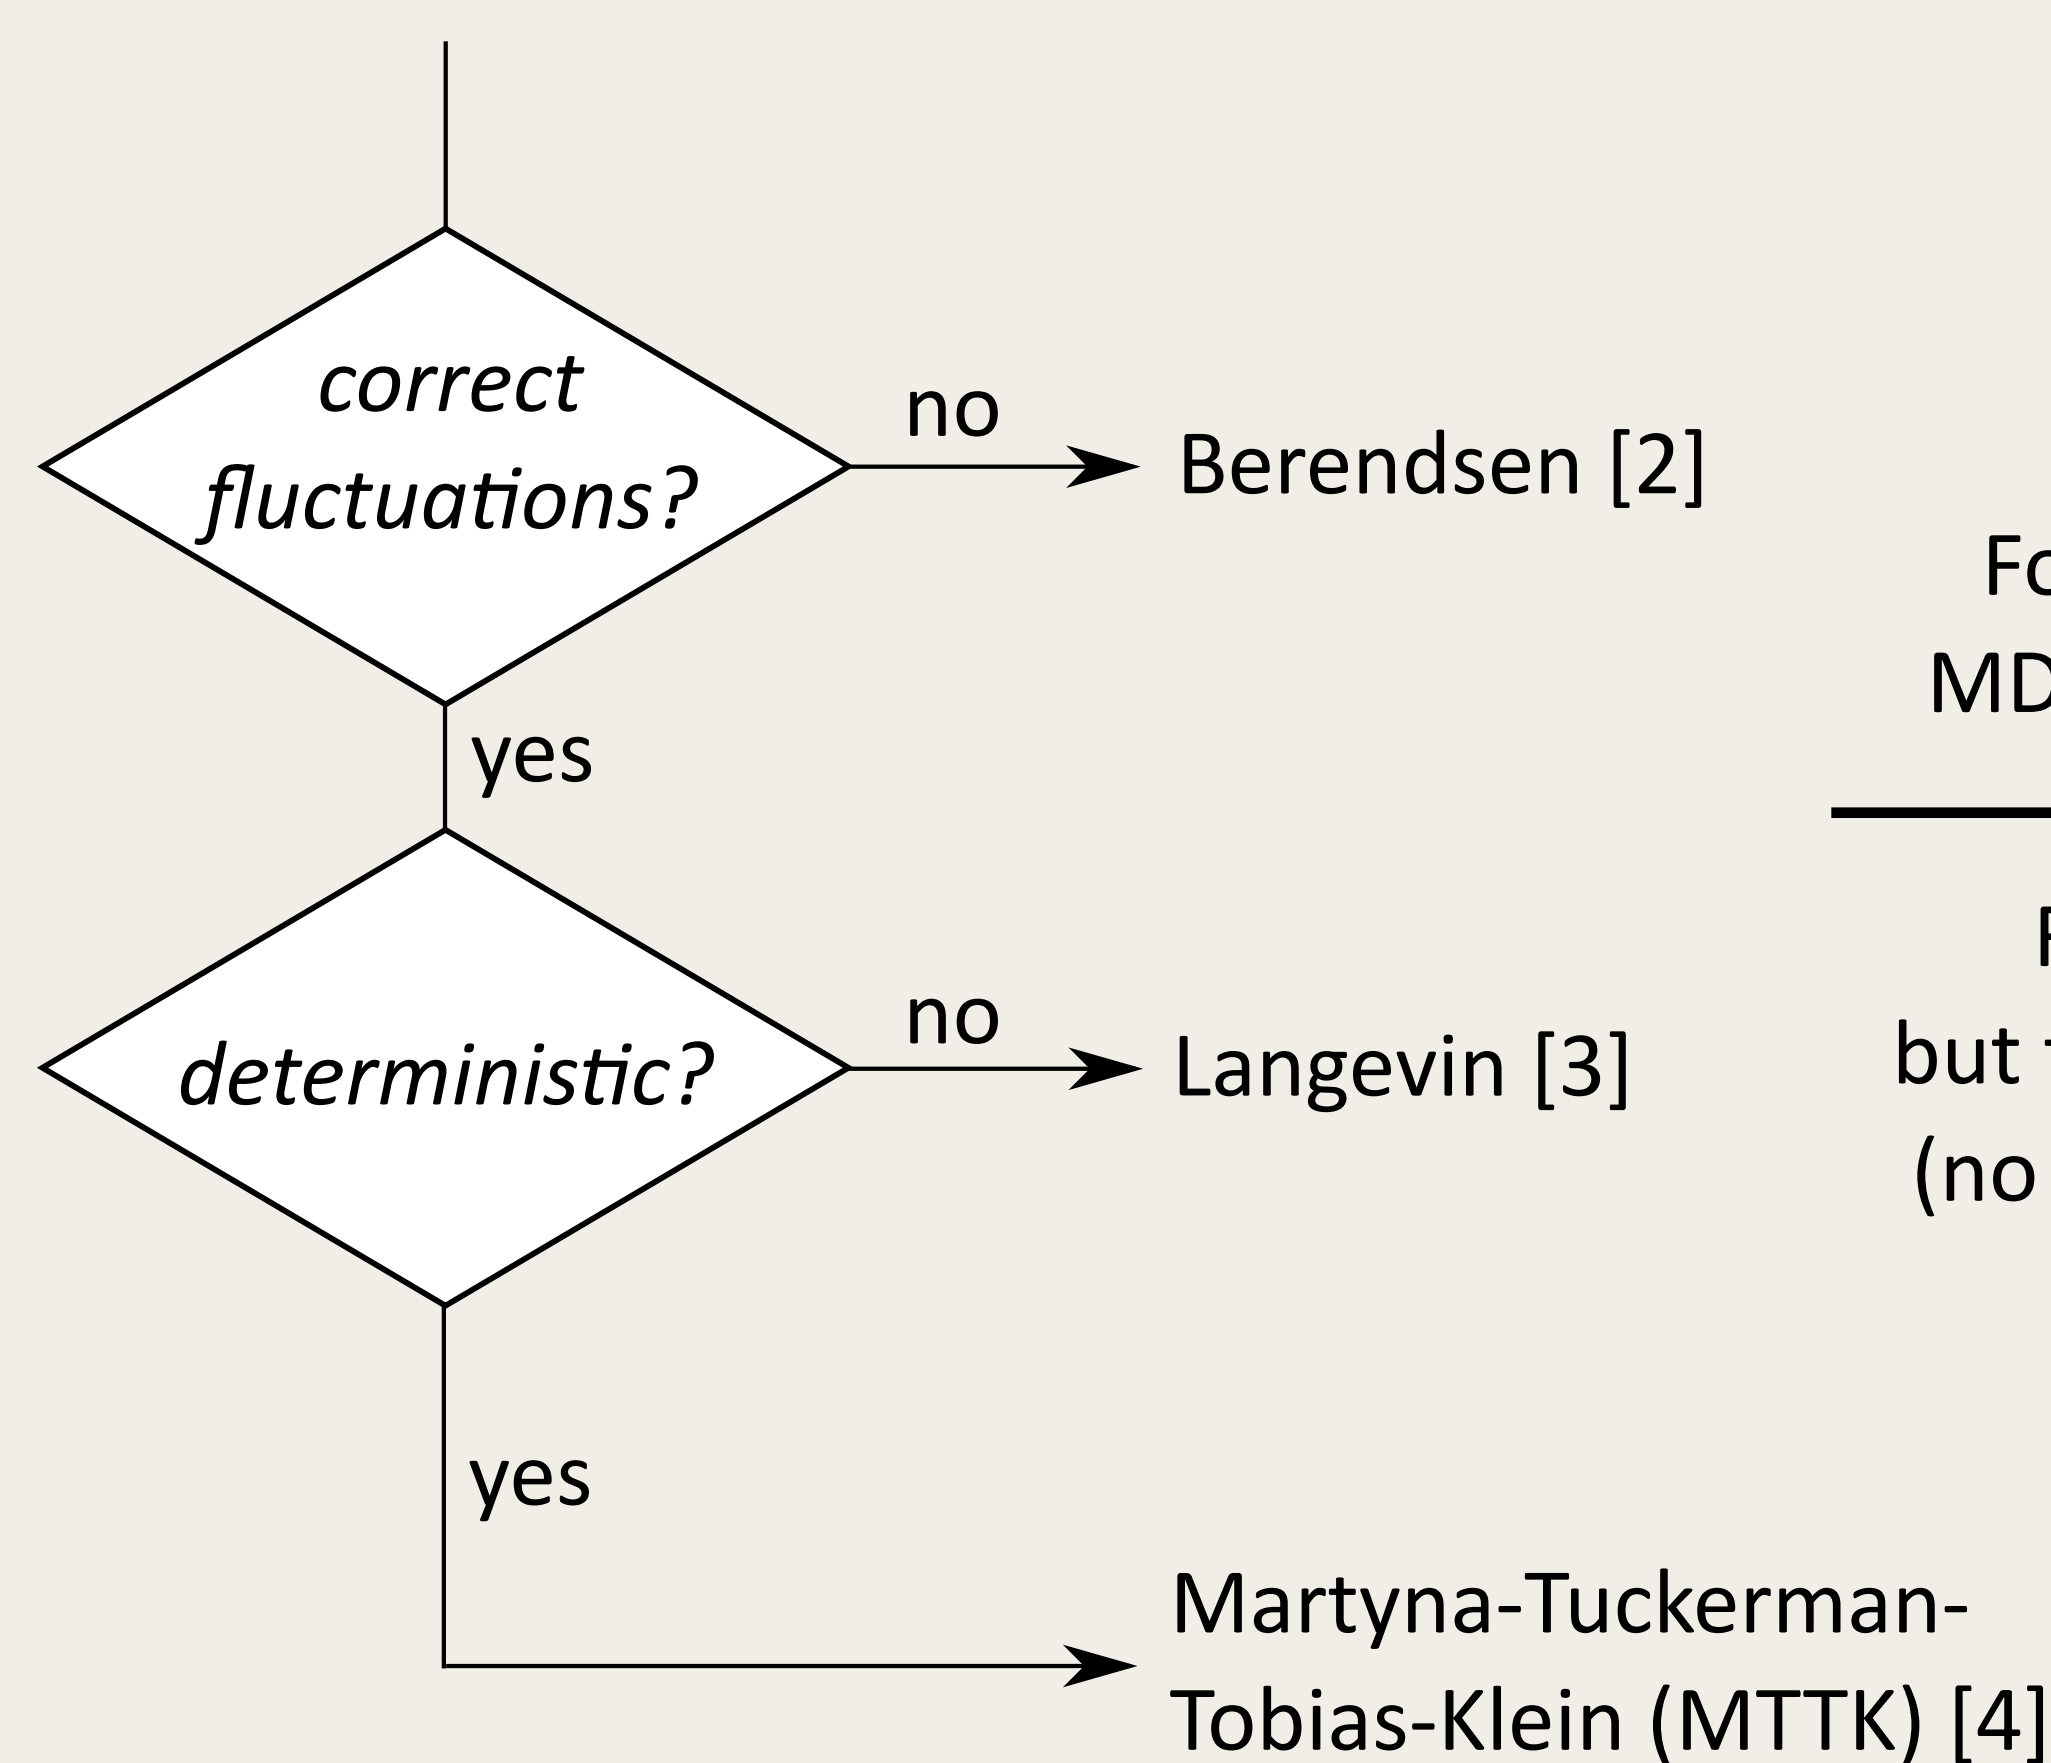 correct
fluctuations?
no
Berendsen [2]
yes
deterministic?
no
Langevin [3]
yes
Martyna-Tuckerman-
Tobias-Klein (MTTK) [4]
MD
but
(no